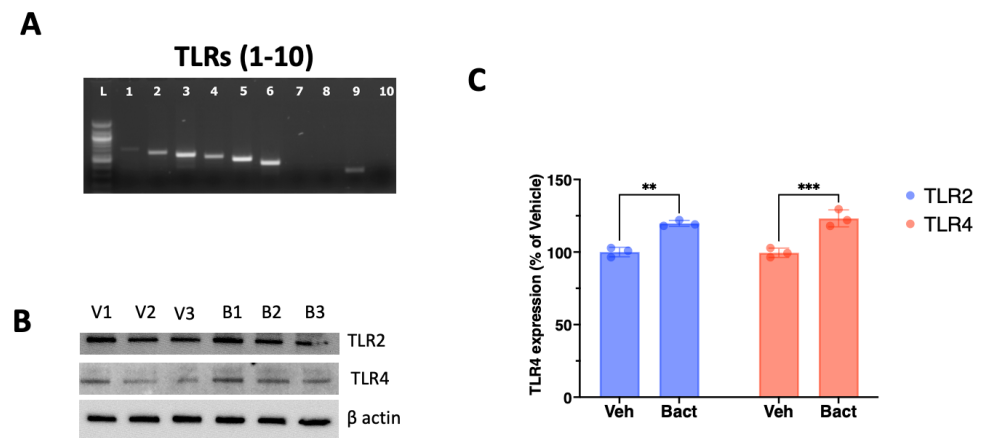 A
TLRs (1-10)
L 1 2 3 4 5 6 7 8 9 10
B
V1 V2 V3 B1 B2 B3
TLR2
TLR4
β actin
C
TLR4 expression (% of Vehicle)
150
100
50
0
**
***
Veh Bact Veh Bact
TLR2
TLR4